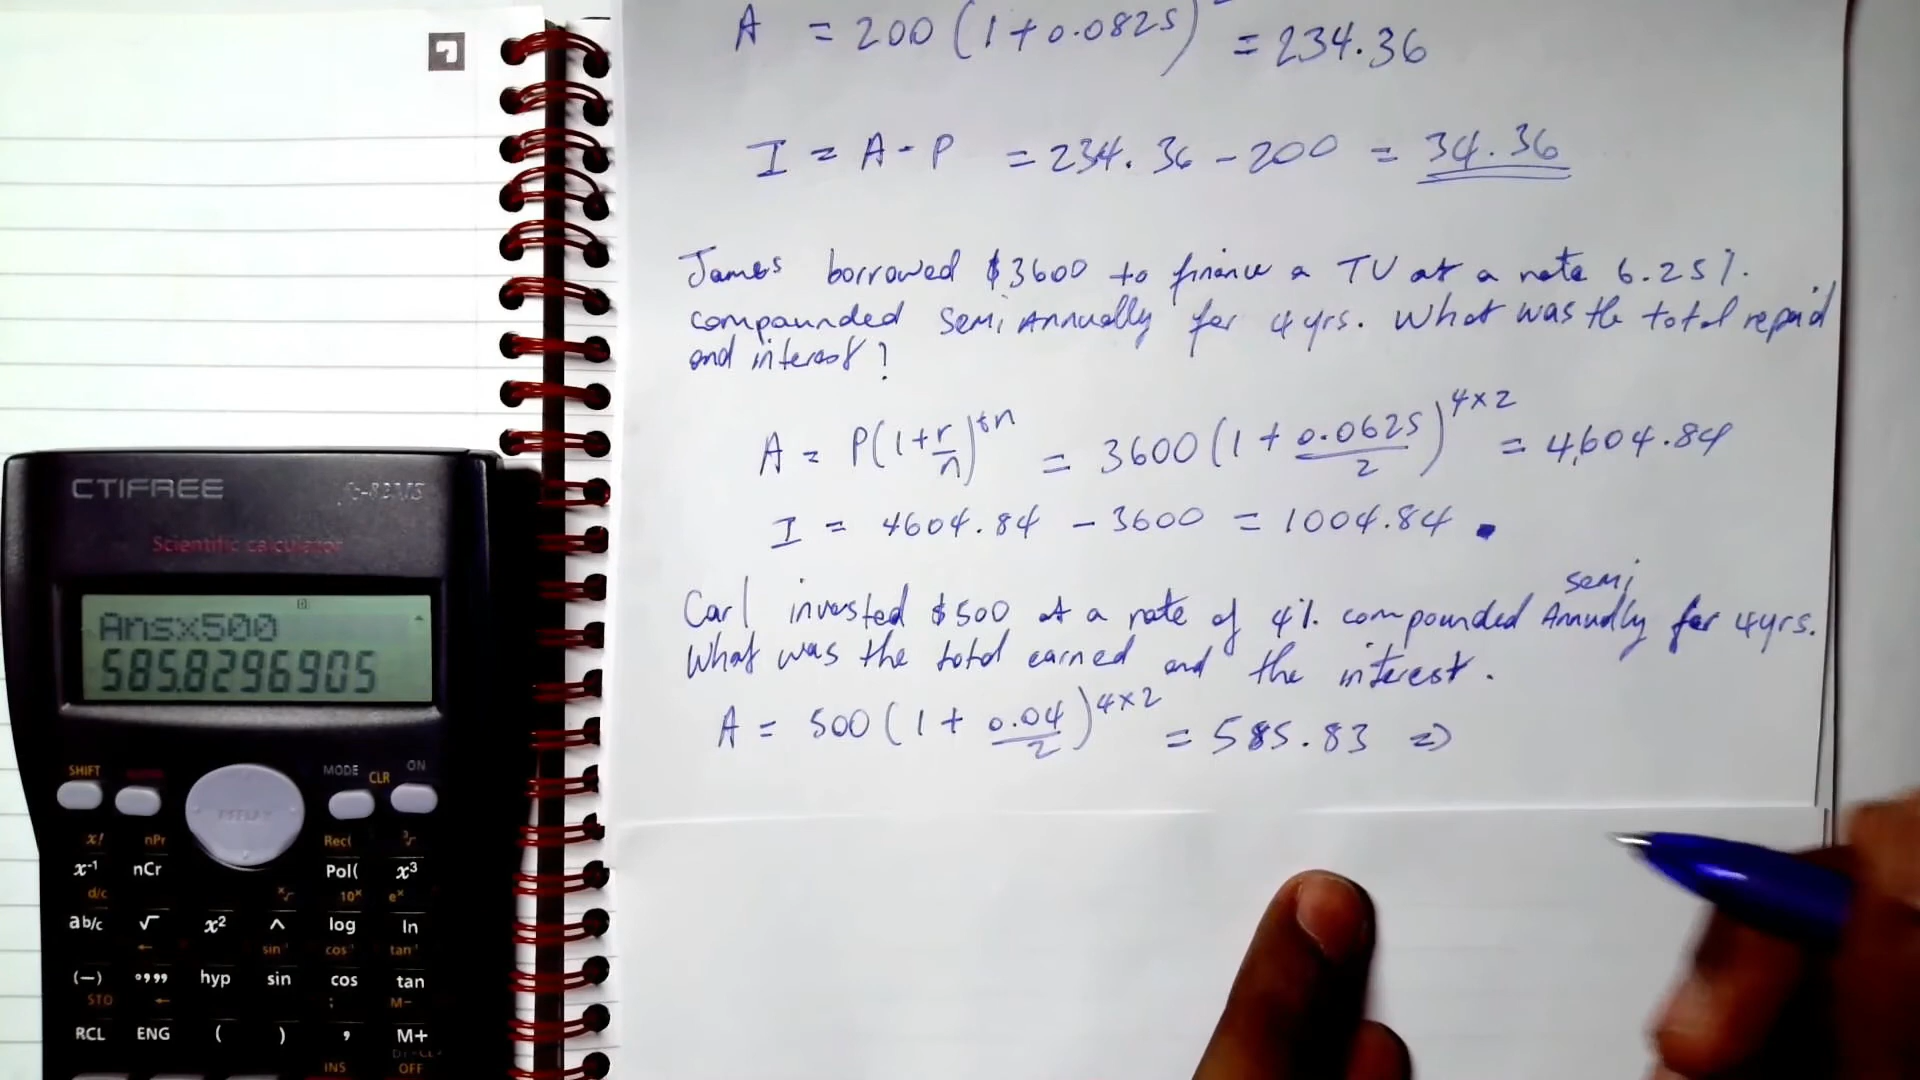 A = 200 (1+0.0825) = 234.36
I = A - P = 234.36 - 200 = 34.36
James borrowed $3600 to finance a TV at a rate 6.25%.
compounded Semi Annually for 4yrs. What was the total repaid
and interest?
A = P(1+r/n)^tn = 3600(1+0.0625/2)^4×2 = 4,604.84
I = 4604.84 - 3600 = 1004.84.
Carl invested $500 at a rate of 4%. compounded semi Annually for 4yrs.
What was the total earned and the interest.
A = 500(1+0.04/2)^4×2 = 585.83 =>
CTIFREE
Scientific calculator
Ans×500
585.8296905
SHIFT MODE CLR ON
REPLAY
x! nPr Rec( ³√
x⁻¹ nCr Pol( x³
d/c ˣ√ 10ˣ eˣ
ab/c √ x² ^ log ln
← sin⁻¹ cos⁻¹ tan⁻¹
(—) °,,, hyp sin cos tan
STO ← ; M−
RCL ENG ( ) , M+
INS OFF